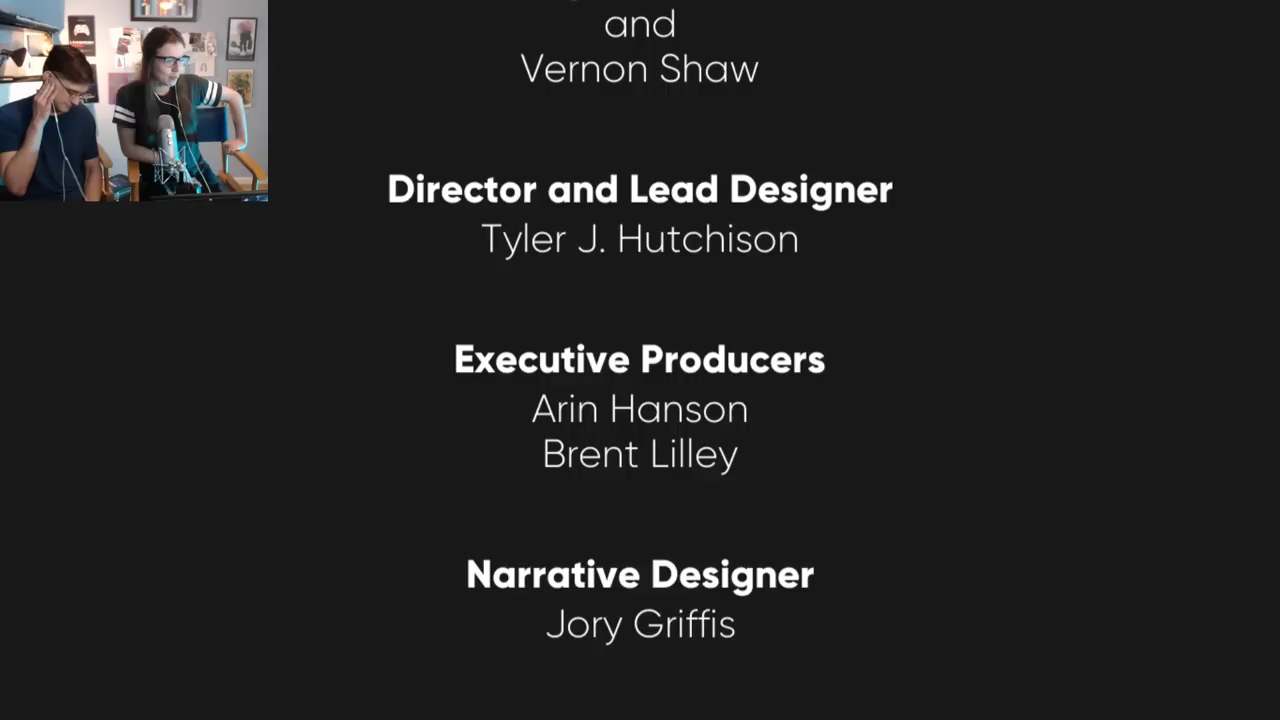 and
Vernon Shaw
Director and Lead Designer
Tyler J. Hutchison
Executive Producers
Arin Hanson
Brent Lilley
Narrative Designer
Jory Griffis